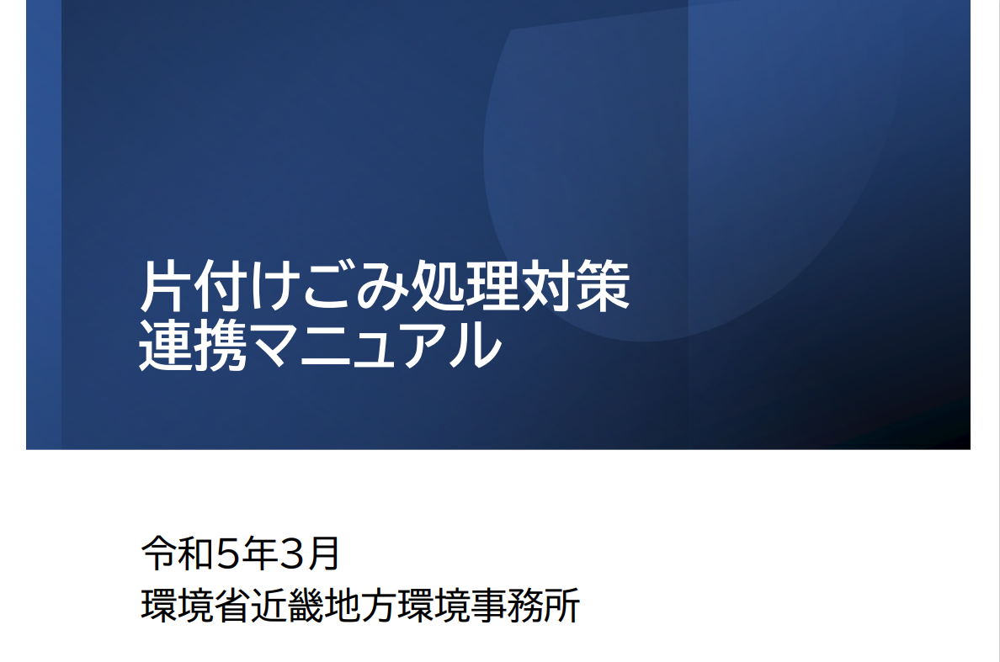 片付けごみ処理対策
連携マニュアル
令和５年３月
環境省近畿地方環境事務所